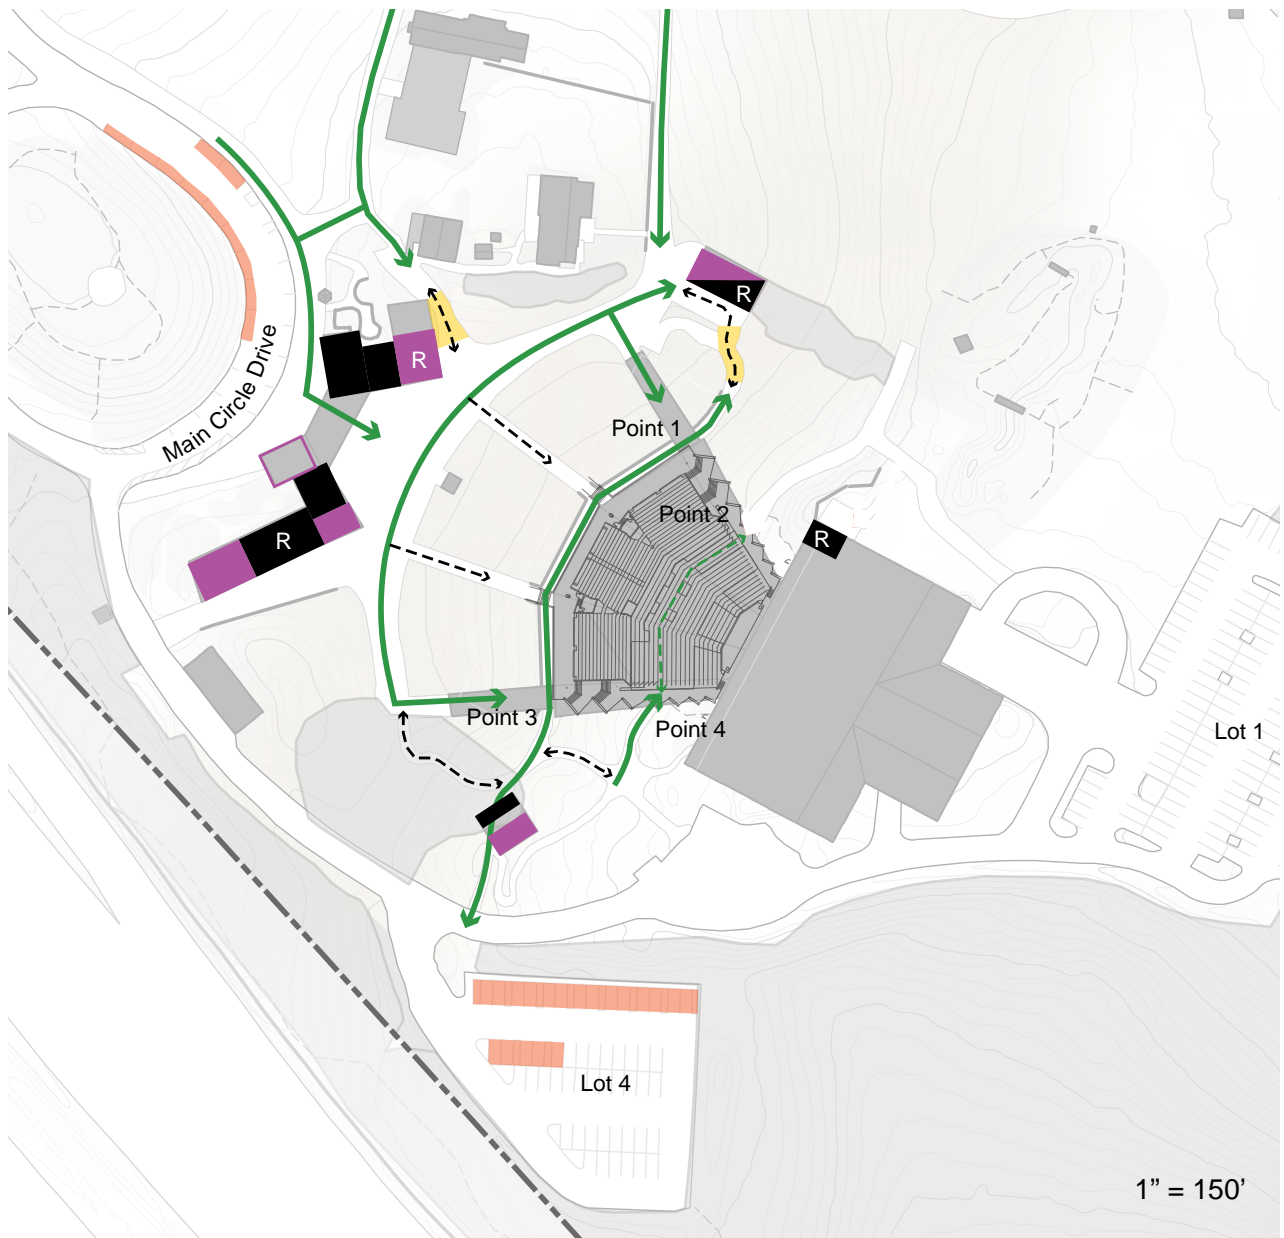 R
R
Main Circle Drive
Point 1
Point 2
R
R
Point 3
Point 4
Lot 1
Lot 4
1” = 150’